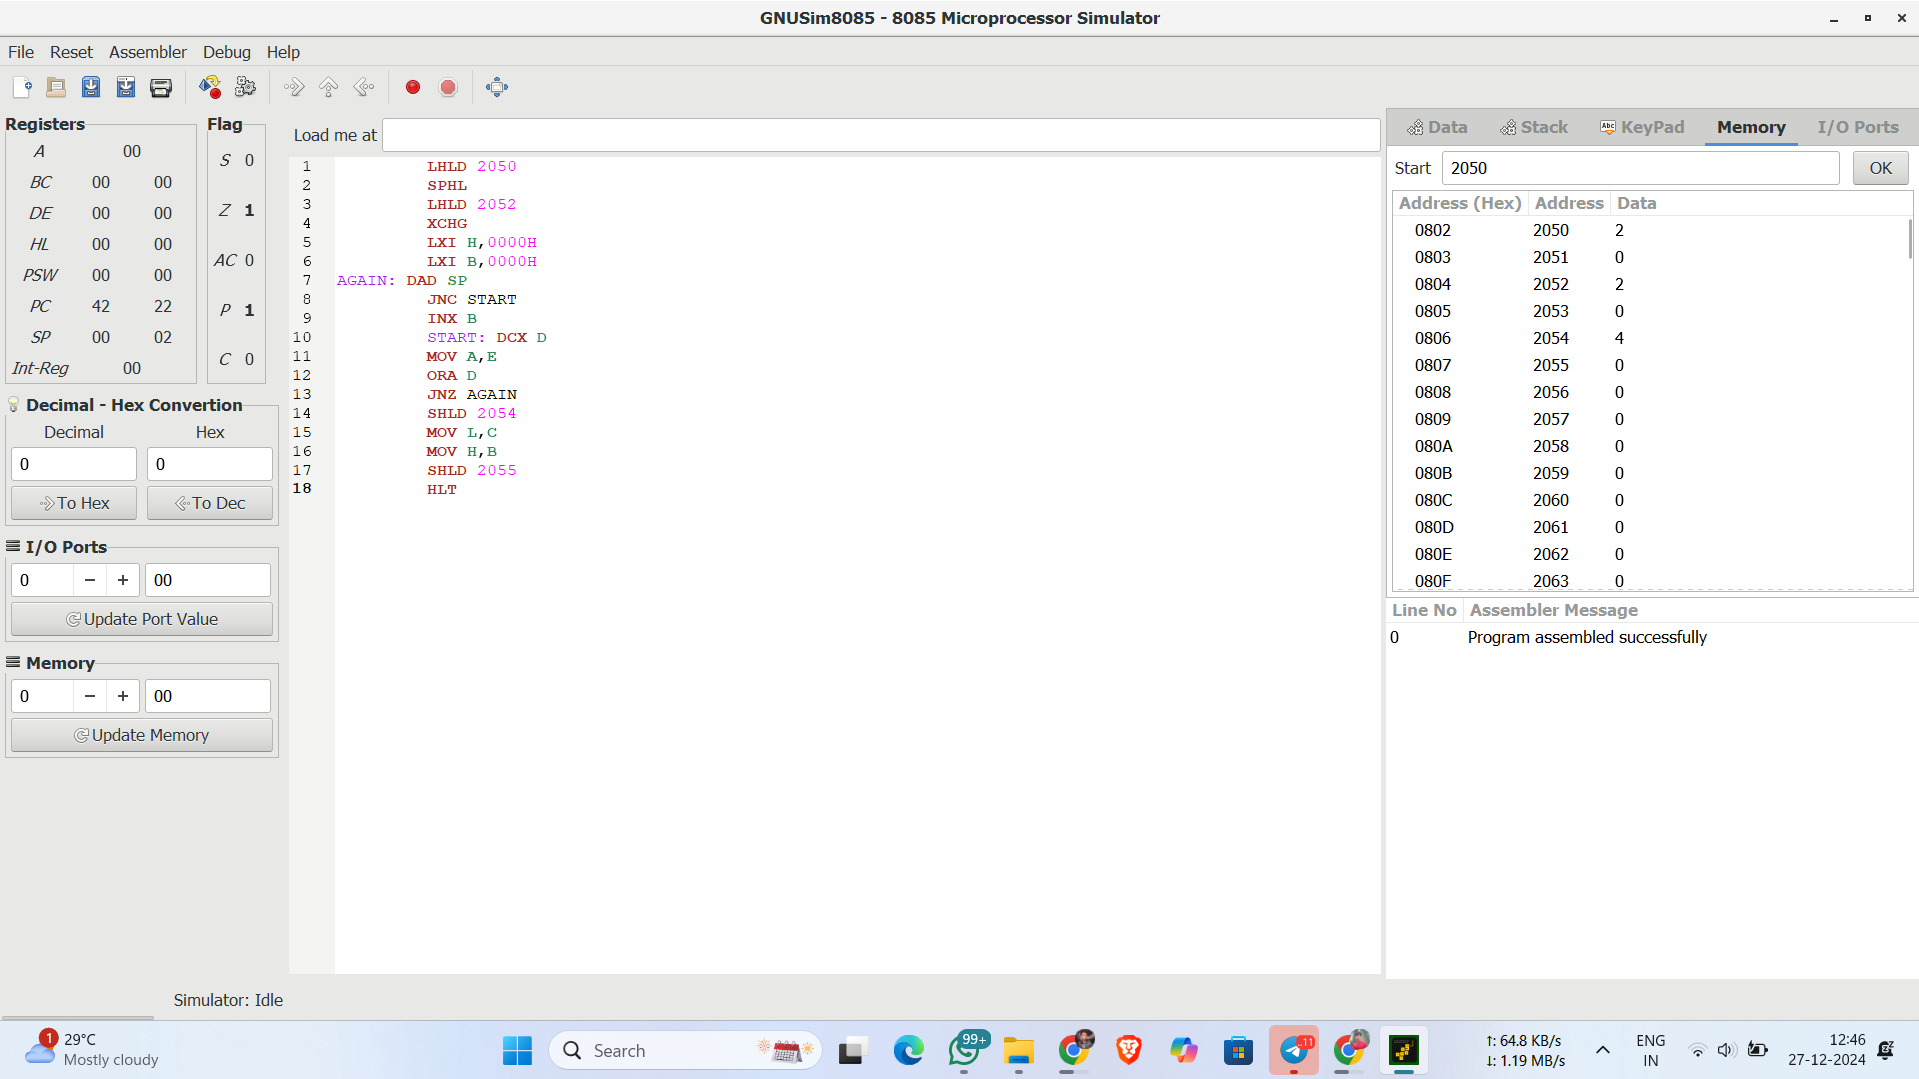 GNUSim8085 - 8085 Microprocessor Simulator
File Reset Assembler Debug Help
Registers
A 00
BC 00 00
DE 00 00
HL 00 00
PSW 00 00
PC 42 22
SP 00 02
Int-Reg 00
Flag
S 0
Z 1
AC 0
P 1
C 0
Decimal - Hex Convertion
Decimal Hex
0 0
To Hex To Dec
I/O Ports
0 − + 00
Update Port Value
Memory
0 − + 00
Update Memory
Load me at
1 LHLD 2050
2 SPHL
3 LHLD 2052
4 XCHG
5 LXI H,0000H
6 LXI B,0000H
7 AGAIN: DAD SP
8 JNC START
9 INX B
10 START: DCX D
11 MOV A,E
12 ORA D
13 JNZ AGAIN
14 SHLD 2054
15 MOV L,C
16 MOV H,B
17 SHLD 2055
18 HLT
Data Stack Abc KeyPad Memory I/O Ports
Start 2050 OK
Address (Hex) Address Data
0802 2050 2
0803 2051 0
0804 2052 2
0805 2053 0
0806 2054 4
0807 2055 0
0808 2056 0
0809 2057 0
080A 2058 0
080B 2059 0
080C 2060 0
080D 2061 0
080E 2062 0
080F 2063 0
Line No Assembler Message
0 Program assembled successfully
Simulator: Idle
1 29°C
Mostly cloudy
Search
99+
11
↑: 64.8 KB/s
↓: 1.19 MB/s
ENG
IN
12:46
27-12-2024